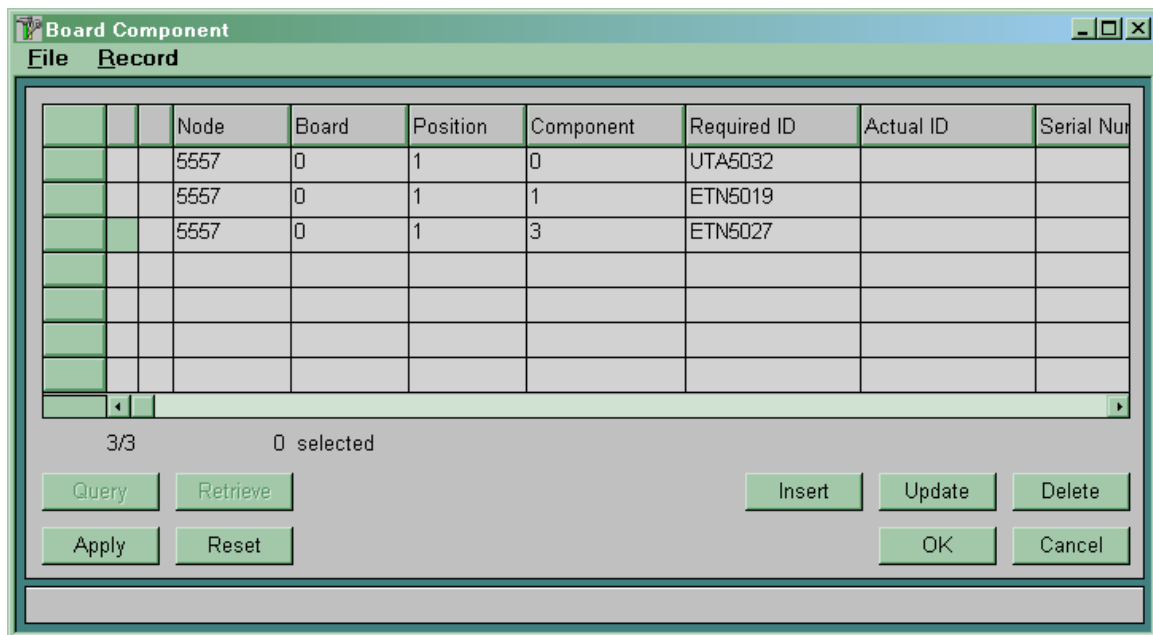 Board Component
File Record
Node Board Position Component Required ID Actual ID Serial Nur
5557 0 1 0 UTA5032
5557 0 1 1 ETN5019
5557 0 1 3 ETN5027
3/3 0 selected
Query Retrieve Insert Update Delete
Apply Reset OK Cancel